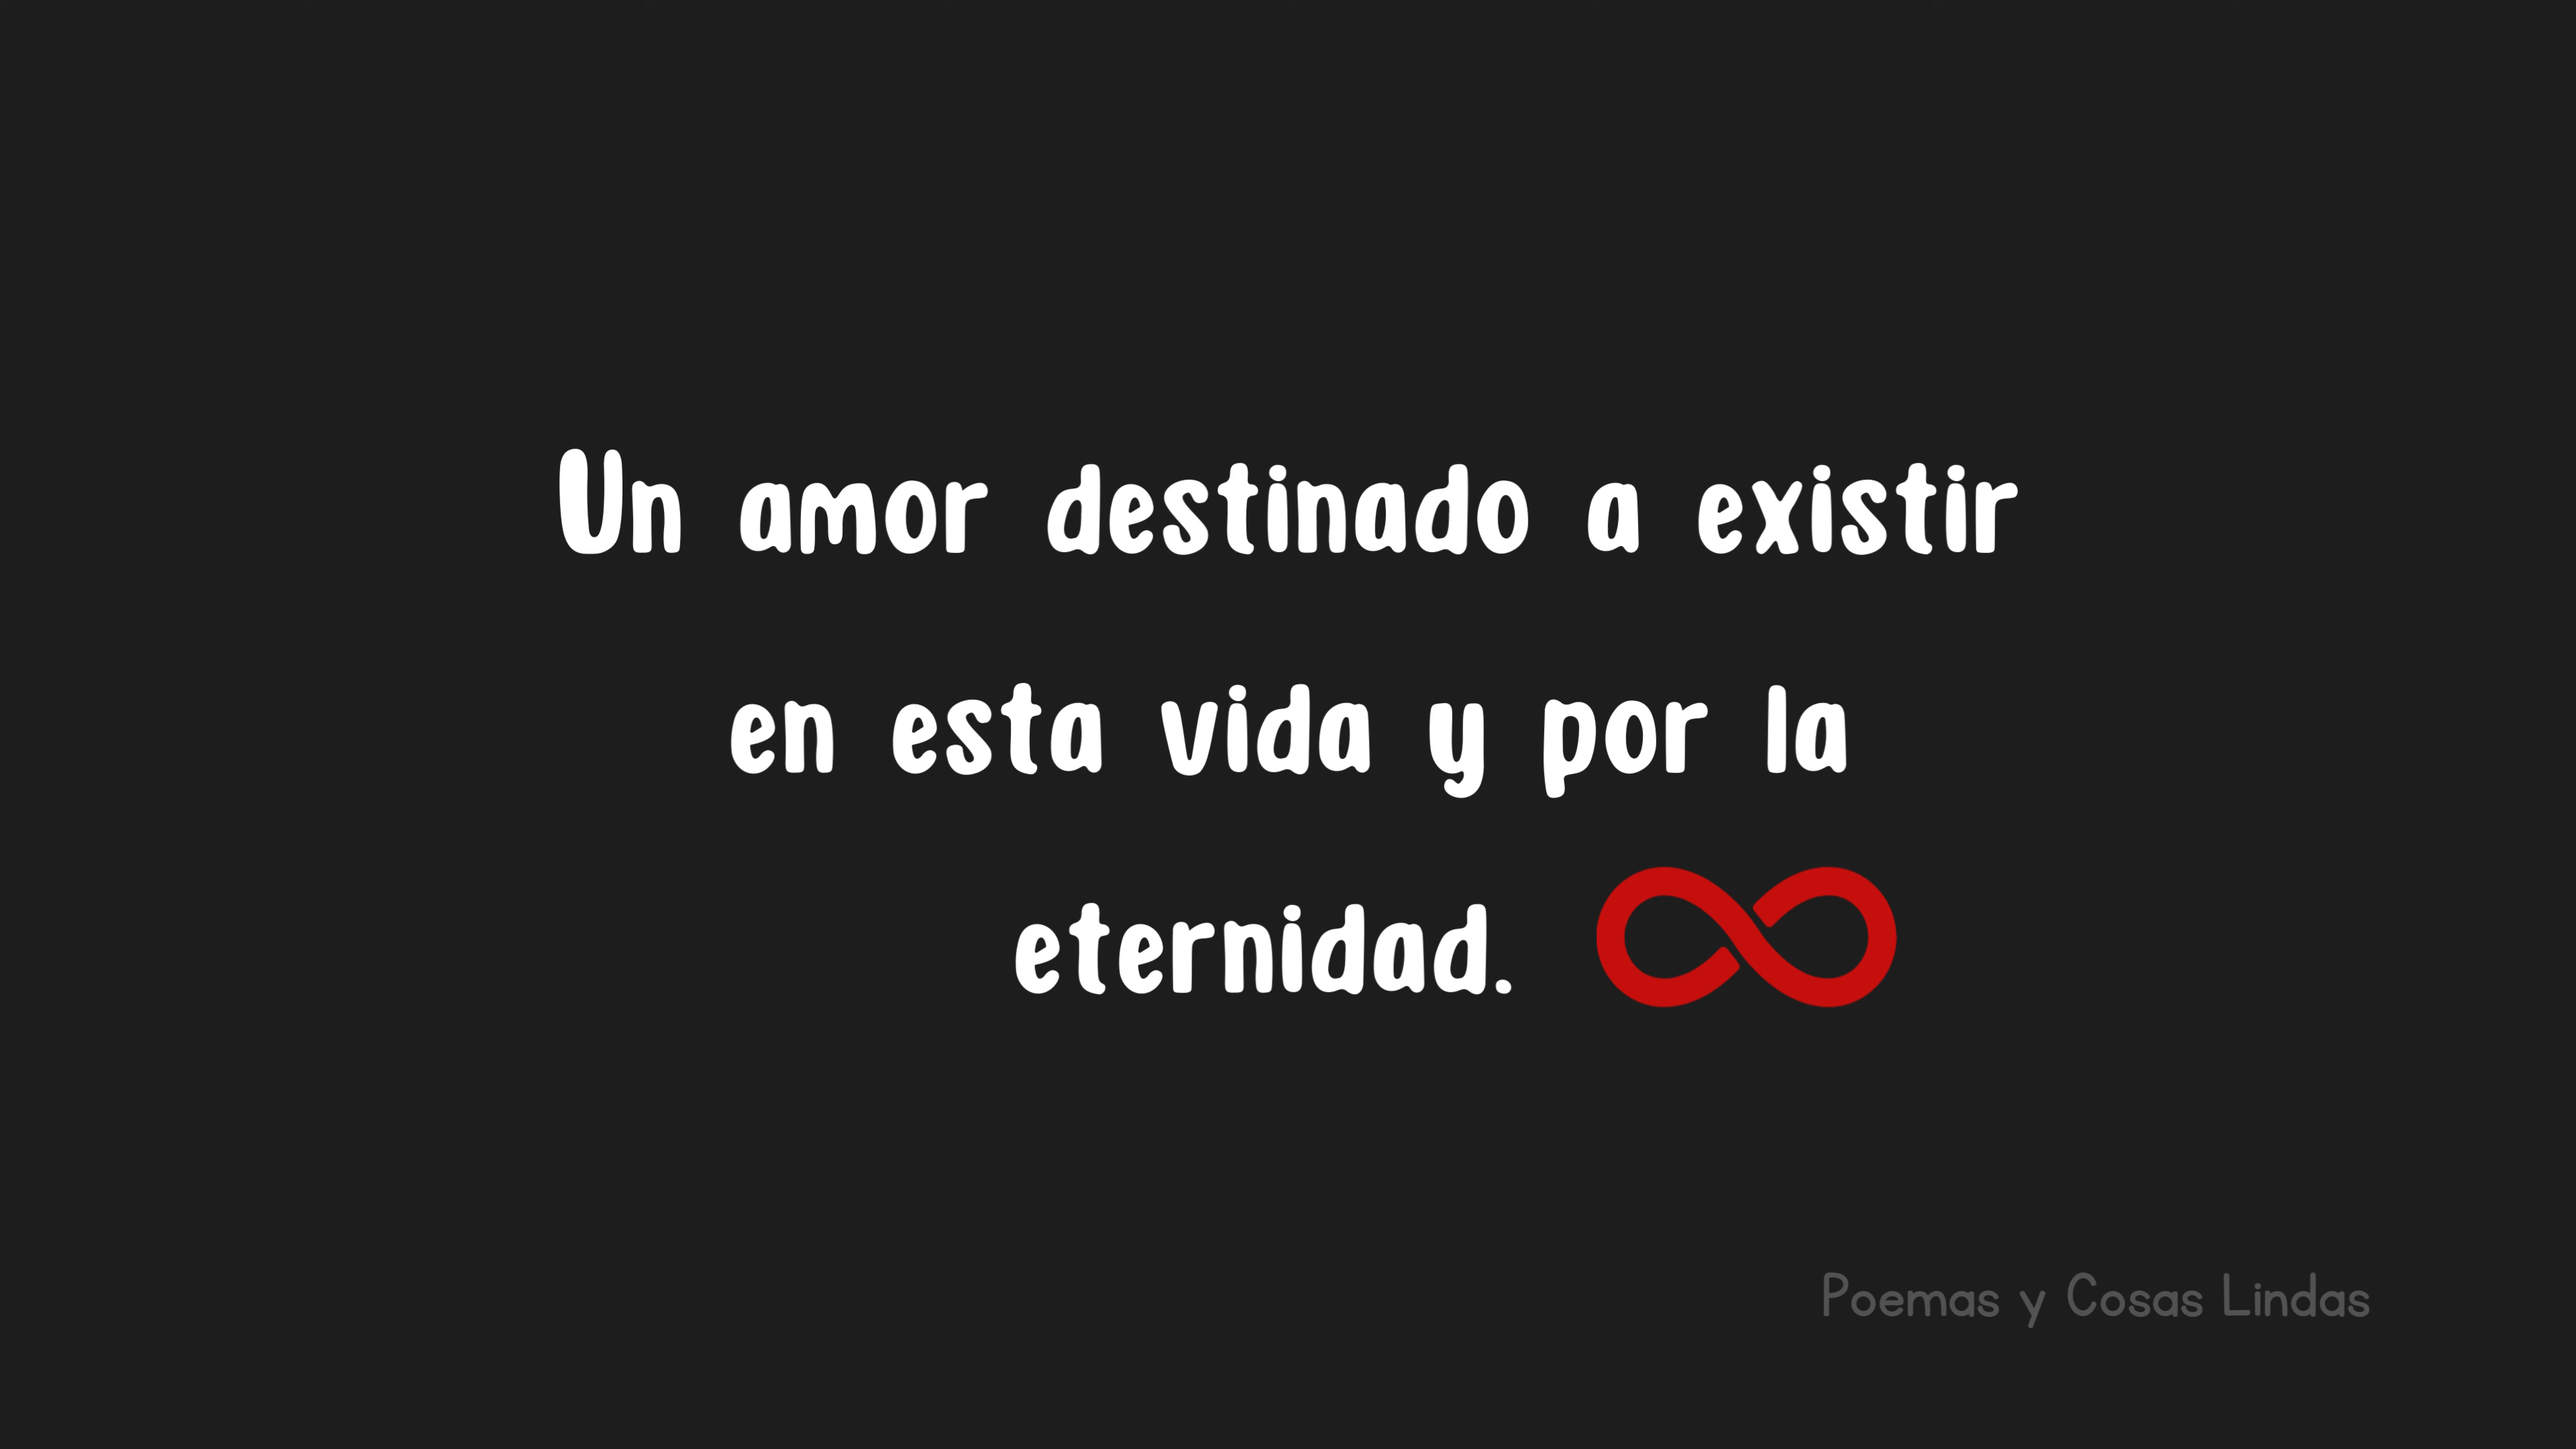 Un amor destinado a existir
en esta vida y por la
eternidad.
Poemas y Cosas Lindas